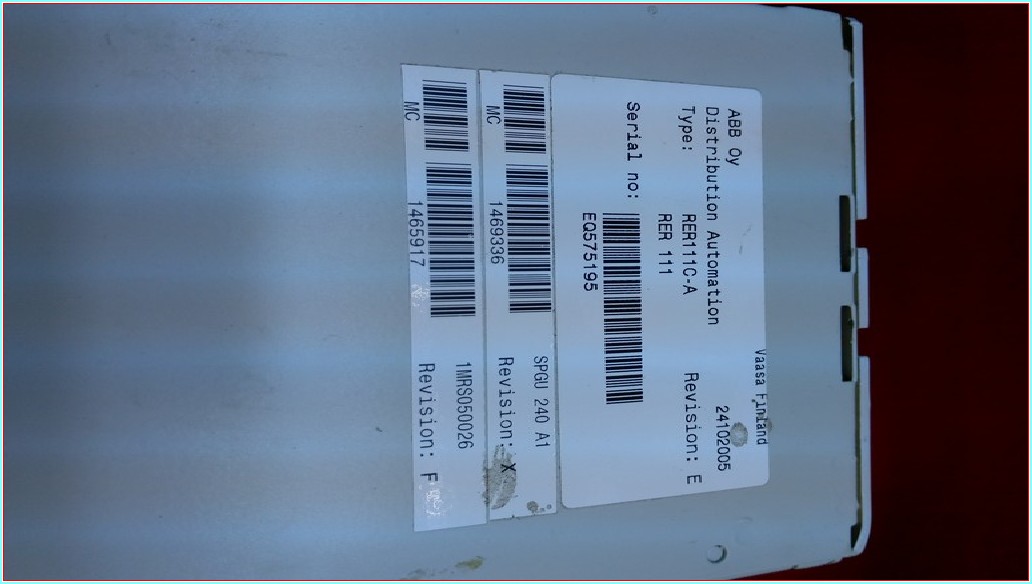 Vaasa Finland
ABB Oy 24102005
Distribution Automation
Type: RER111C-A Revision: E
RER 111
Serial no:
EQ575195
SPGU 240 A1
MC 1469336 Revision: X
1MRS050026
MC 1465917 Revision: F